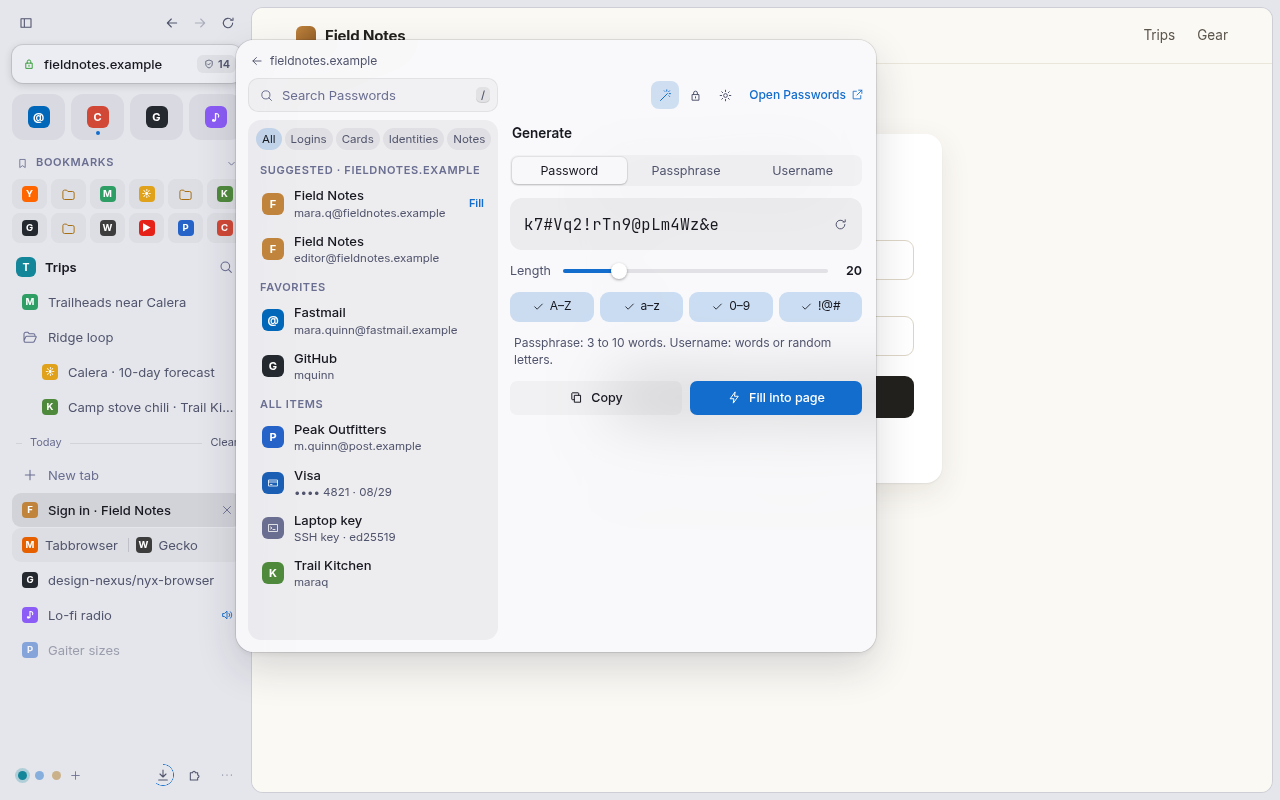 Field Notes
Trips
Gear
fieldnotes.example
14
fieldnotes.example
Search Passwords
/
Open Passwords
@
C
G
BOOKMARKS
Y
M
K
G
W
P
C
T
Trips
M
Trailheads near Calera
Ridge loop
Calera · 10-day forecast
K
Camp stove chili · Trail Ki...
Today
Clear
New tab
F
Sign in · Field Notes
M
Tabbrowser
W
Gecko
G
design-nexus/nyx-browser
Lo-fi radio
P
Gaiter sizes
All
Logins
Cards
Identities
Notes
SUGGESTED · FIELDNOTES.EXAMPLE
F
Field Notes
mara.q@fieldnotes.example
Fill
F
Field Notes
editor@fieldnotes.example
FAVORITES
@
Fastmail
mara.quinn@fastmail.example
G
GitHub
mquinn
ALL ITEMS
P
Peak Outfitters
m.quinn@post.example
Visa
•••• 4821 · 08/29
Laptop key
SSH key · ed25519
K
Trail Kitchen
maraq
Generate
Password
Passphrase
Username
k7#Vq2!rTn9@pLm4Wz&e
Length
20
A–Z
a–z
0–9
!@#
Passphrase: 3 to 10 words. Username: words or random
letters.
Copy
Fill into page